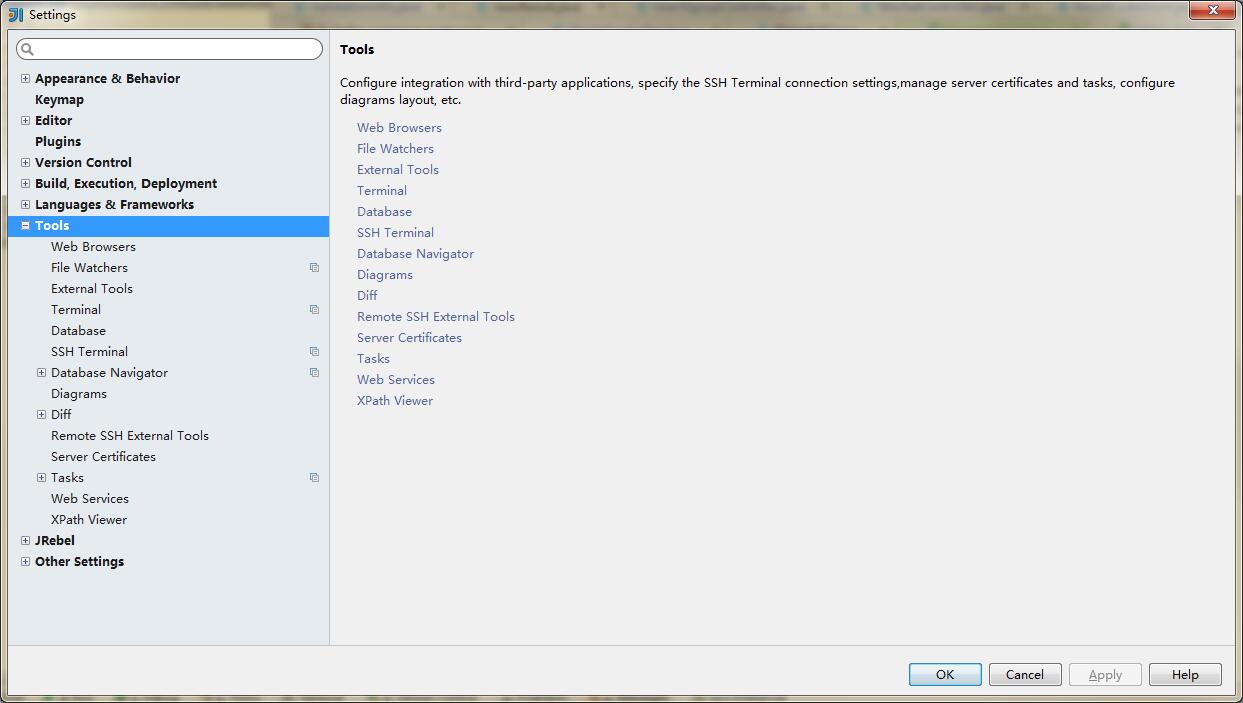 Settings
Appearance & Behavior
Keymap
Editor
Plugins
Version Control
Build, Execution, Deployment
Languages & Frameworks
Tools
Web Browsers
File Watchers
External Tools
Terminal
Database
SSH Terminal
Database Navigator
Diagrams
Diff
Remote SSH External Tools
Server Certificates
Tasks
Web Services
XPath Viewer
JRebel
Other Settings
Tools
Configure integration with third-party applications, specify the SSH Terminal connection settings,manage server certificates and tasks, configure
diagrams layout, etc.
Web Browsers
File Watchers
External Tools
Terminal
Database
SSH Terminal
Database Navigator
Diagrams
Diff
Remote SSH External Tools
Server Certificates
Tasks
Web Services
XPath Viewer
OK Cancel Apply Help